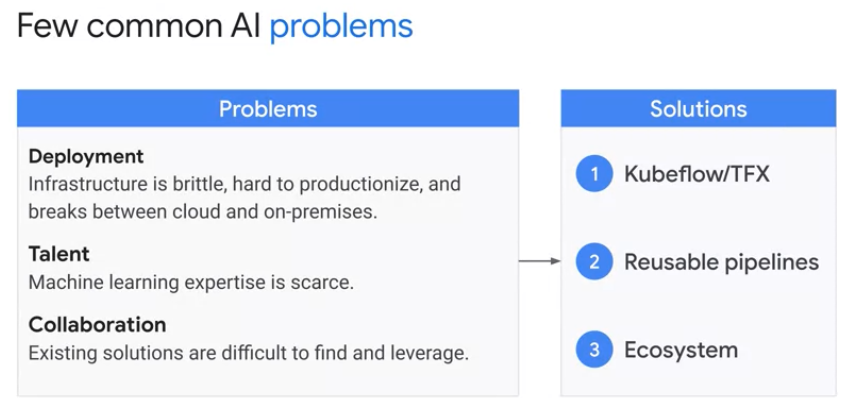 Few common AI problems
Problems
Deployment
Infrastructure is brittle, hard to productionize, and
breaks between cloud and on-premises.
Talent
Machine learning expertise is scarce.
Collaboration
Existing solutions are difficult to find and leverage.
Solutions
1 Kubeflow/TFX
2 Reusable pipelines
3 Ecosystem